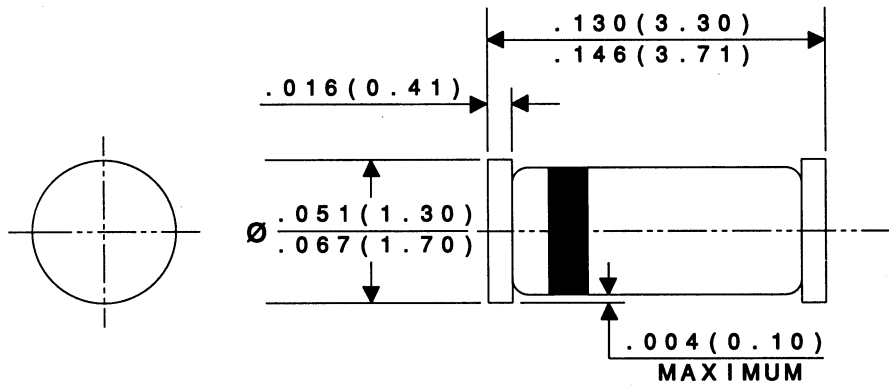 .130(3.30)
.146(3.71)
.016(0.41)
Ø .051(1.30)
.067(1.70)
.004(0.10)
MAXIMUM